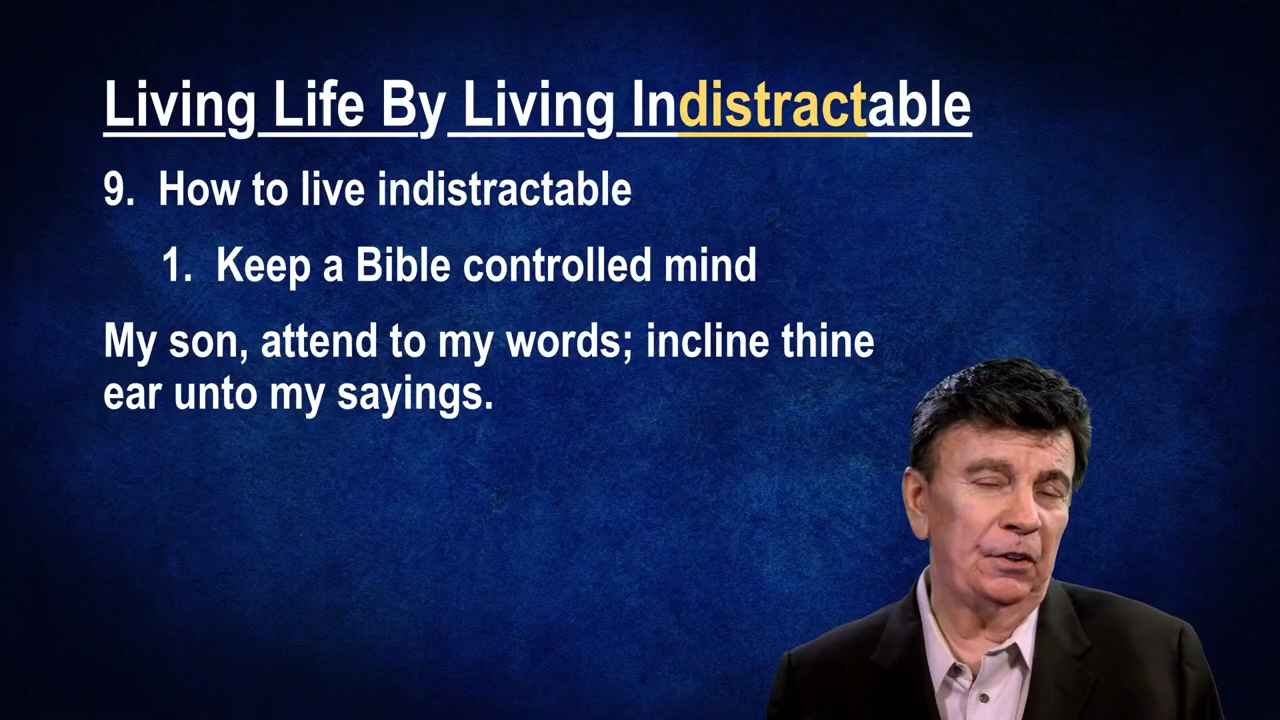 Living Life By Living Indistractable
9. How to live indistractable
1. Keep a Bible controlled mind
My son, attend to my words; incline thine
ear unto my sayings.